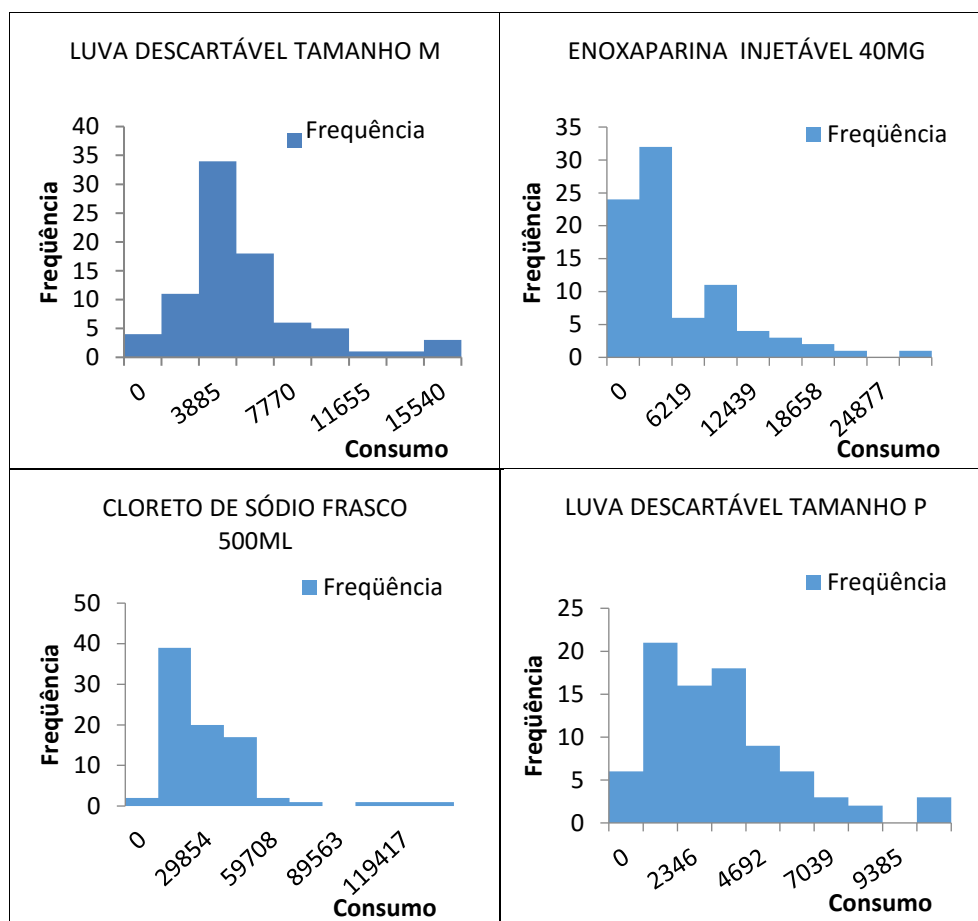 LUVA DESCARTÁVEL TAMANHO M
Frequência
40
35
30
25
20
15
10
5
0
Freqüência
0
3885
7770
11655
15540
Consumo
ENOXAPARINA  INJETÁVEL 40MG
Freqüência
35
30
25
20
15
10
5
0
Freqüência
0
6219
12439
18658
24877
Consumo
CLORETO DE SÓDIO FRASCO
500ML
Freqüência
50
40
30
20
10
0
Freqüência
0
29854
59708
89563
119417
Consumo
LUVA DESCARTÁVEL TAMANHO P
Freqüência
25
20
15
10
5
0
Freqüência
0
2346
4692
7039
9385
Consumo